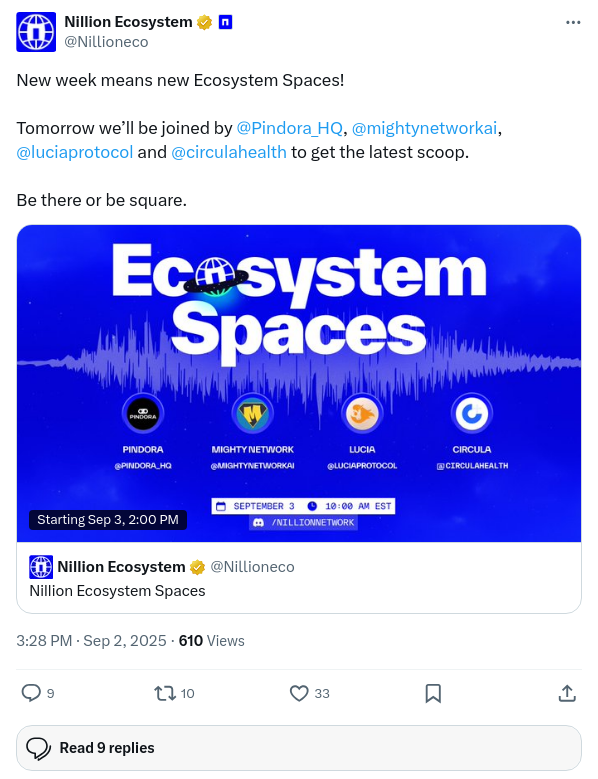 Nillion Ecosystem
@Nillioneco
New week means new Ecosystem Spaces!
Tomorrow we’ll be joined by @Pindora_HQ, @mightynetworkai,
@luciaprotocol and @circulahealth to get the latest scoop.
Be there or be square.
Ecosystem
Spaces
PINDORA
PINDORA MIGHTY NETWORK LUCIA CIRCULA
@PINDORA_HQ @MIGHTYNETWORKAI @LUCIAPROTOCOL @CIRCULAHEALTH
SEPTEMBER 3 10:00 AM EST
Starting Sep 3, 2:00 PM
/NILLIONNETWORK
Nillion Ecosystem @Nillioneco
Nillion Ecosystem Spaces
3:28 PM · Sep 2, 2025 · 610 Views
9 10 33
Read 9 replies